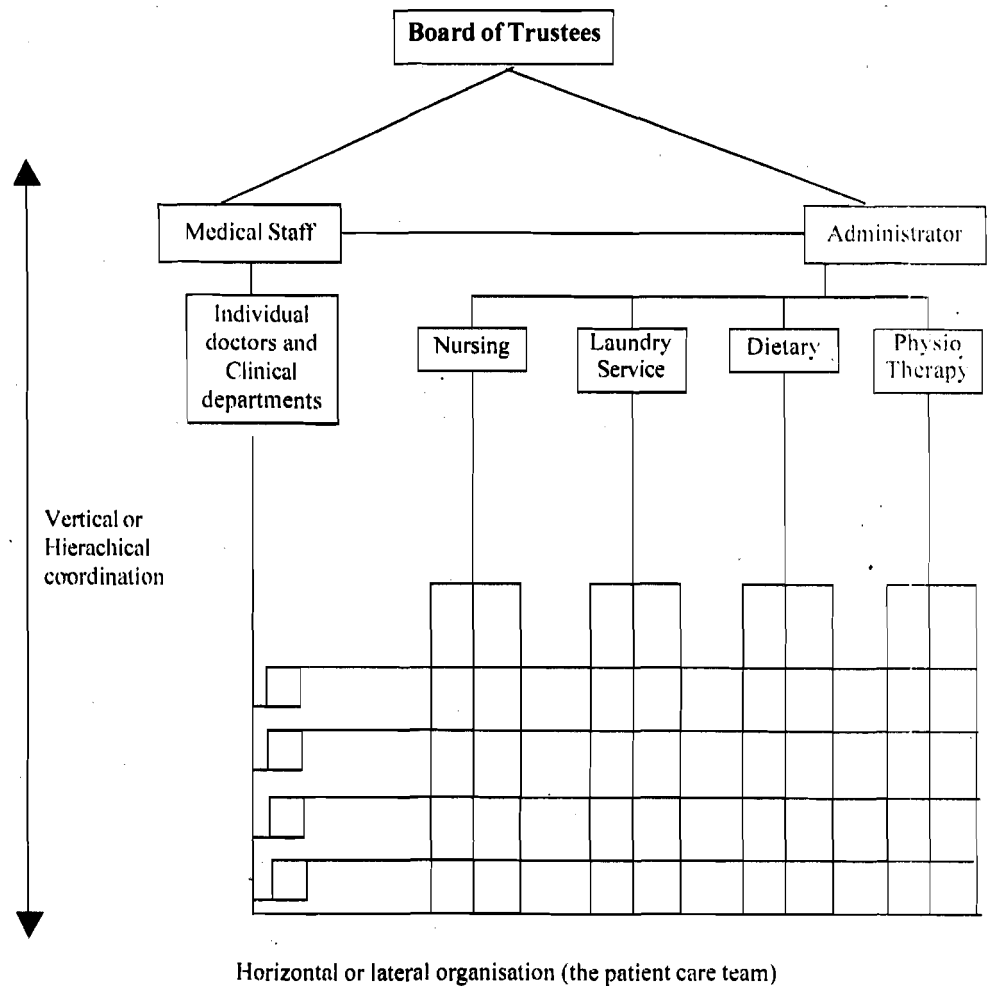 Board of Trustees
Medical Staff
Administrator
Individual
doctors and
Clinical
departments
Nursing
Laundry
Service
Dietary
Physio
Therapy
Vertical or
Hierachical
coordination
Horizontal or lateral organisation (the patient care team)